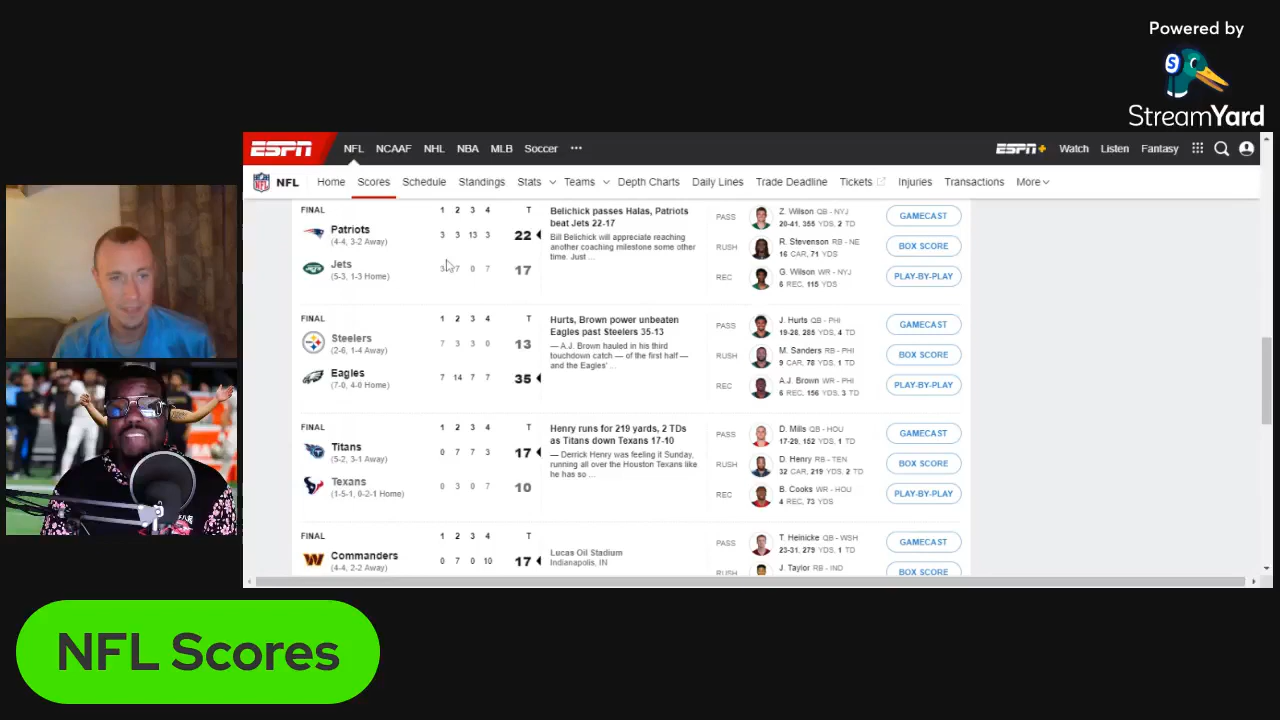 Powered by
StreamYard
ESPN NFL NCAAF NHL NBA MLB Soccer ••• ESPN+ Watch Listen Fantasy
NFL Home Scores Schedule Standings Stats Teams Depth Charts Daily Lines Trade Deadline Tickets Injuries Transactions More
FINAL 1 2 3 4 T
Patriots 3 3 13 3 22
(4-4, 3-2 Away)
Jets 3 7 0 7 17
(5-3, 1-3 Home)
Belichick passes Halas, Patriots
beat Jets 22-17
Bill Belichick will appreciate reaching
another coaching milestone some other
time. Just ...
PASS Z. Wilson QB - NYJ
20-41, 355 YDS, 2 TD
RUSH R. Stevenson RB - NE
16 CAR, 71 YDS
REC G. Wilson WR - NYJ
6 REC, 115 YDS
GAMECAST
BOX SCORE
PLAY-BY-PLAY
FINAL 1 2 3 4 T
Steelers 7 3 3 0 13
(2-6, 1-4 Away)
Eagles 7 14 7 7 35
(7-0, 4-0 Home)
Hurts, Brown power unbeaten
Eagles past Steelers 35-13
— A.J. Brown hauled in his third
touchdown catch — of the first half —
and the Eagles' ...
PASS J. Hurts QB - PHI
19-28, 285 YDS, 4 TD
RUSH M. Sanders RB - PHI
9 CAR, 78 YDS, 1 TD
REC A.J. Brown WR - PHI
6 REC, 156 YDS, 3 TD
GAMECAST
BOX SCORE
PLAY-BY-PLAY
FINAL 1 2 3 4 T
Titans 0 7 7 3 17
(5-2, 3-1 Away)
Texans 0 3 0 7 10
(1-5-1, 0-2-1 Home)
Henry runs for 219 yards, 2 TDs
as Titans down Texans 17-10
— Derrick Henry was feeling it Sunday,
running all over the Houston Texans like
he has so ...
PASS D. Mills QB - HOU
17-29, 152 YDS, 1 TD
RUSH D. Henry RB - TEN
32 CAR, 219 YDS, 2 TD
REC B. Cooks WR - HOU
4 REC, 73 YDS
GAMECAST
BOX SCORE
PLAY-BY-PLAY
FINAL 1 2 3 4 T
Commanders 0 7 0 10 17
(4-4, 2-2 Away)
Lucas Oil Stadium
Indianapolis, IN
PASS T. Heinicke QB - WSH
23-31, 279 YDS, 1 TD
RUSH J. Taylor RB - IND
GAMECAST
BOX SCORE
NFL Scores